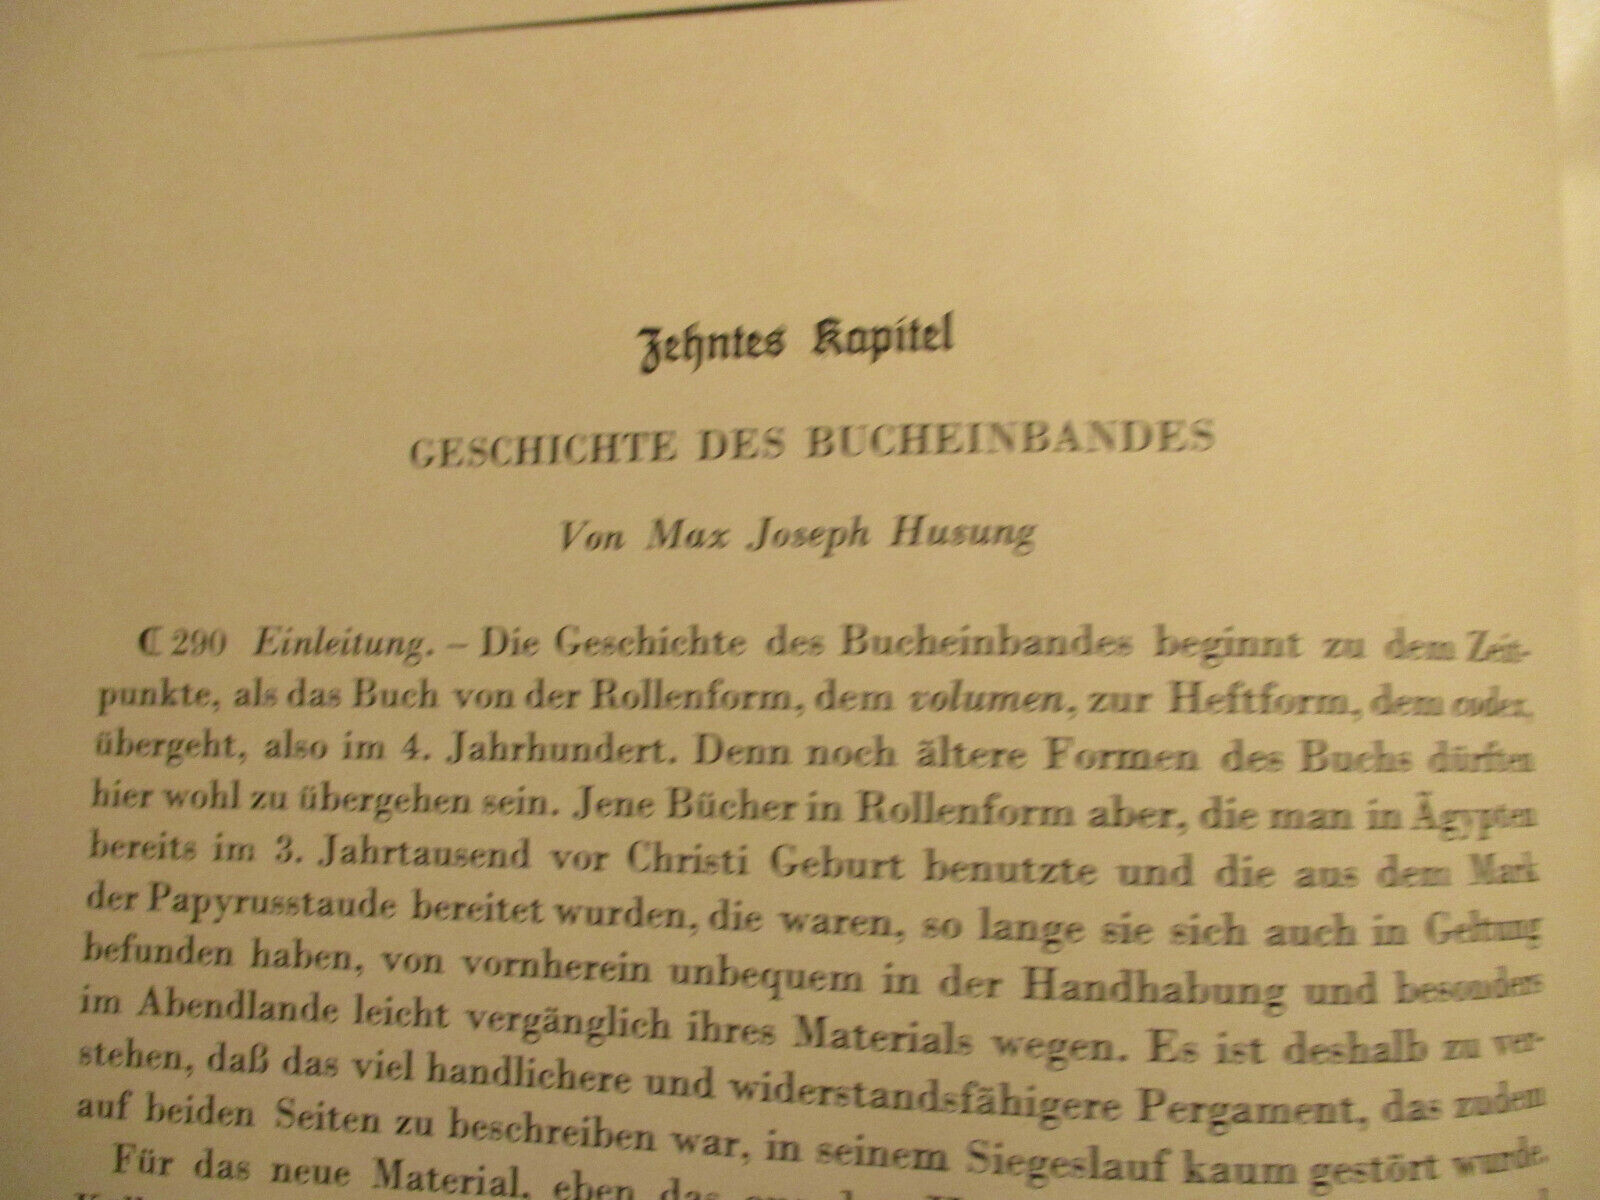 Zehntes Kapitel
GESCHICHTE DES BUCHEINBANDES
Von Max Joseph Husung
ℂ 290 Einleitung. – Die Geschichte des Bucheinbandes beginnt zu dem Zeit-
punkte, als das Buch von der Rollenform, dem volumen, zur Heftform, dem codex,
übergeht, also im 4. Jahrhundert. Denn noch ältere Formen des Buchs dürften
hier wohl zu übergehen sein. Jene Bücher in Rollenform aber, die man in Ägypten
bereits im 3. Jahrtausend vor Christi Geburt benutzte und die aus dem Mark
der Papyrusstaude bereitet wurden, die waren, so lange sie sich auch in Geltung
befunden haben, von vornherein unbequem in der Handhabung und besonders
im Abendlande leicht vergänglich ihres Materials wegen. Es ist deshalb zu ver-
stehen, daß das viel handlichere und widerstandsfähigere Pergament, das zudem
auf beiden Seiten zu beschreiben war, in seinem Siegeslauf kaum gestört wurde.
Für das neue Material, eben das